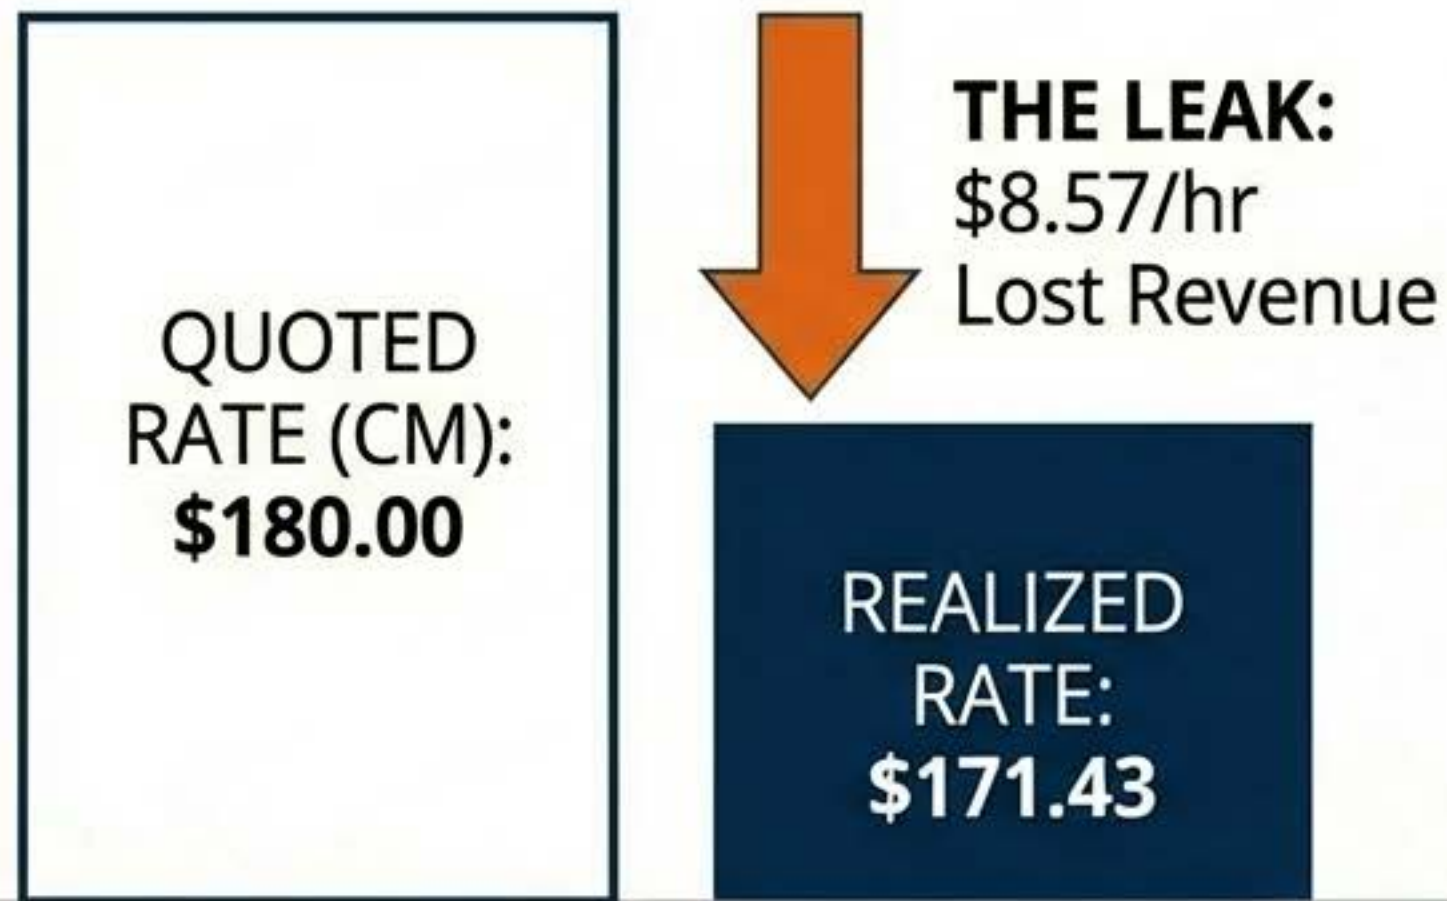 QUOTED
RATE (CM):
$180.00
THE LEAK:
$8.57/hr
Lost Revenue
REALIZED
RATE:
$171.43